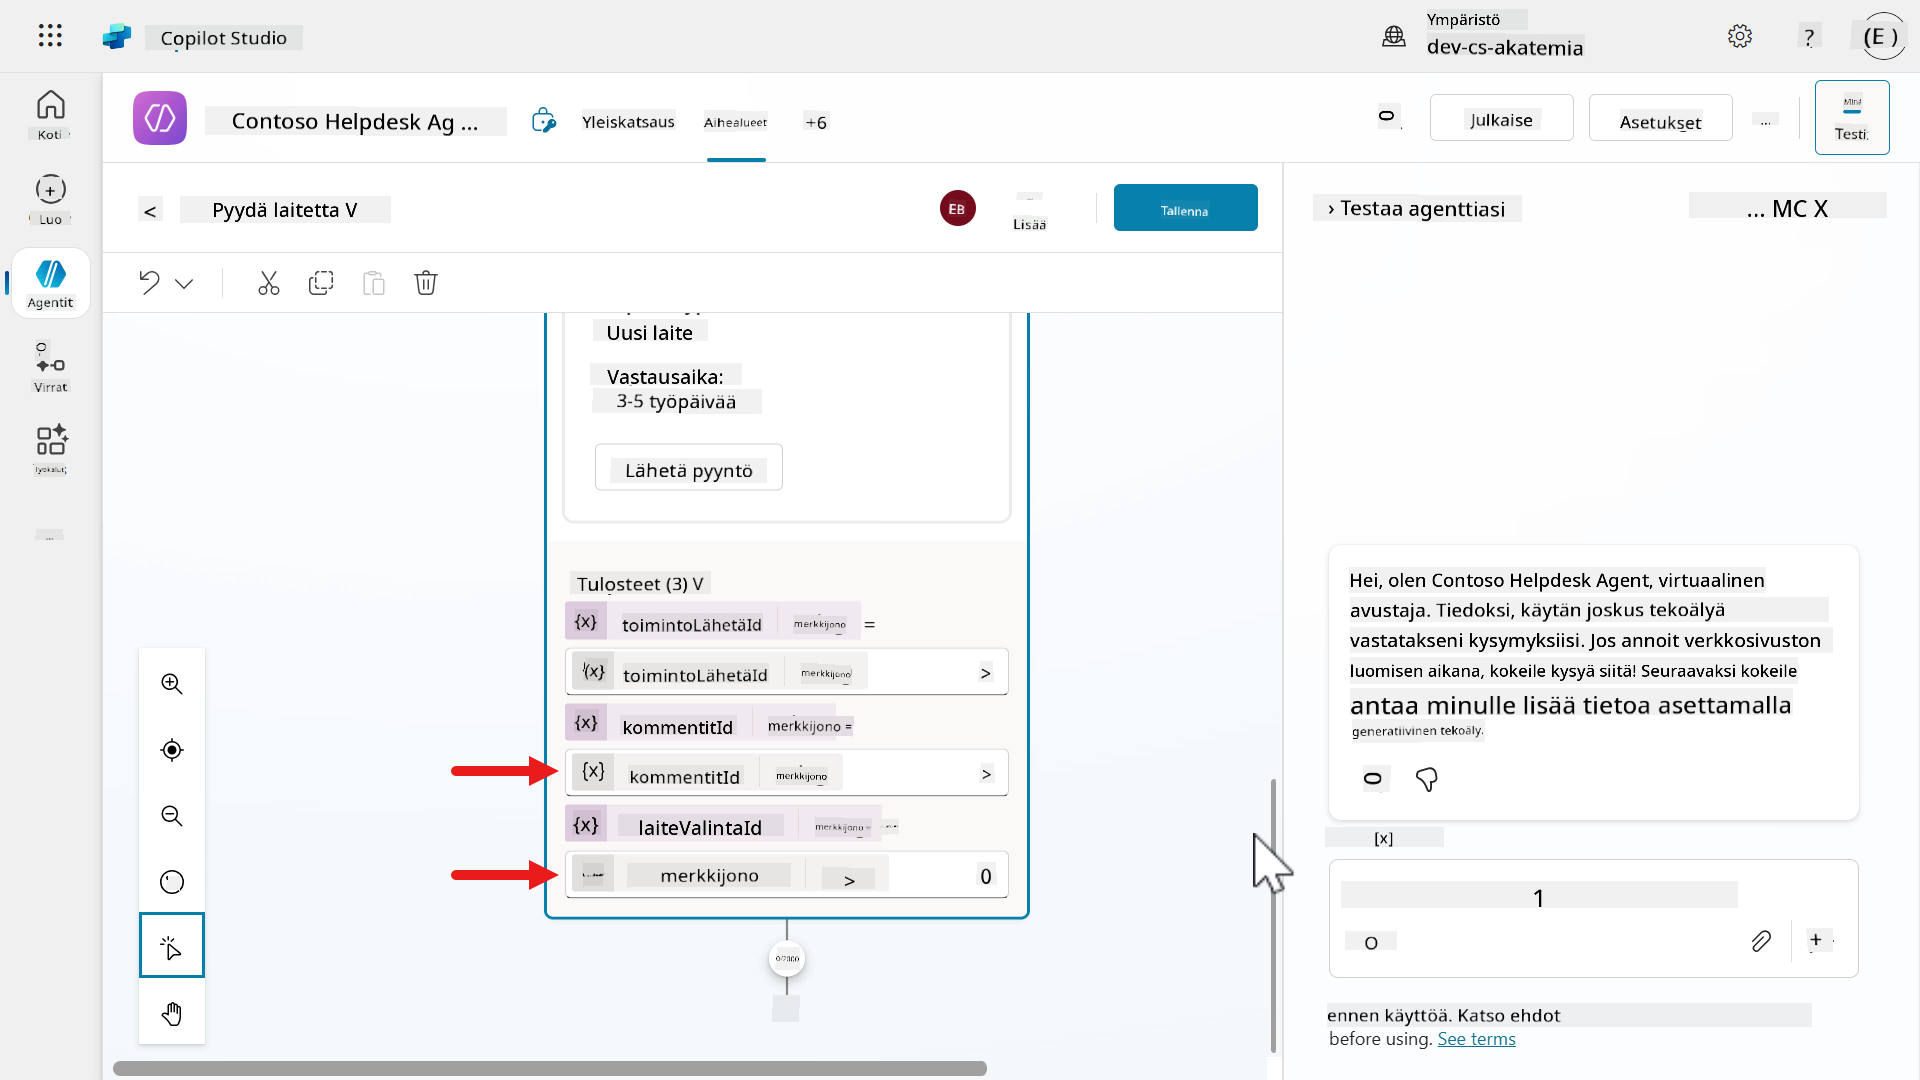 Copilot Studio
Ympäristö
dev-cs-akatemia
?
(E )
Koti
Luo
Agentit
Virrat
Työkalut
Contoso Helpdesk Ag ...
Yleiskatsaus
Aihealueet
+6
Julkaise
Asetukset
...
Testi
< Pyydä laitetta V
EB
Lisää
Tallenna
Uusi laite
Vastausaika:
3-5 työpäivää
Lähetä pyyntö
Tulosteet (3) V
{x} toimintoLähetäId merkkijono =
{x} toimintoLähetäId merkkijono >
{x} kommentitId merkkijono =
{x} kommentitId merkkijono >
{x} laiteValintaId merkkijono =
merkkijono > 0
0/2000
› Testaa agenttiasi
... MC X
Hei, olen Contoso Helpdesk Agent, virtuaalinen
avustaja. Tiedoksi, käytän joskus tekoälyä
vastatakseni kysymyksiisi. Jos annoit verkkosivuston
luomisen aikana, kokeile kysyä siitä! Seuraavaksi kokeile
antaa minulle lisää tietoa asettamalla
generatiivinen tekoäly.
[x]
1
O
+
ennen käyttöä. Katso ehdot
before using. See terms